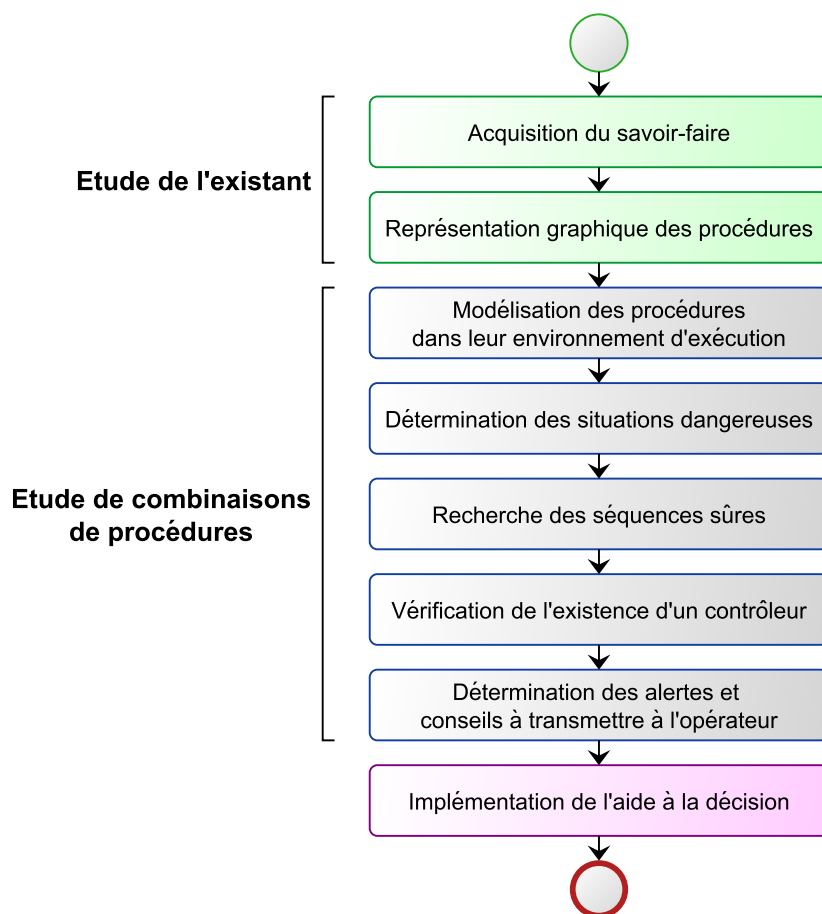 Acquisition du savoir-faire
Etude de l'existant
Représentation graphique des procédures
Modélisation des procédures
dans leur environnement d'exécution
Détermination des situations dangereuses
Etude de combinaisons
de procédures
Recherche des séquences sûres
Vérification de l'existence d'un contrôleur
Détermination des alertes et
conseils à transmettre à l'opérateur
Implémentation de l'aide à la décision